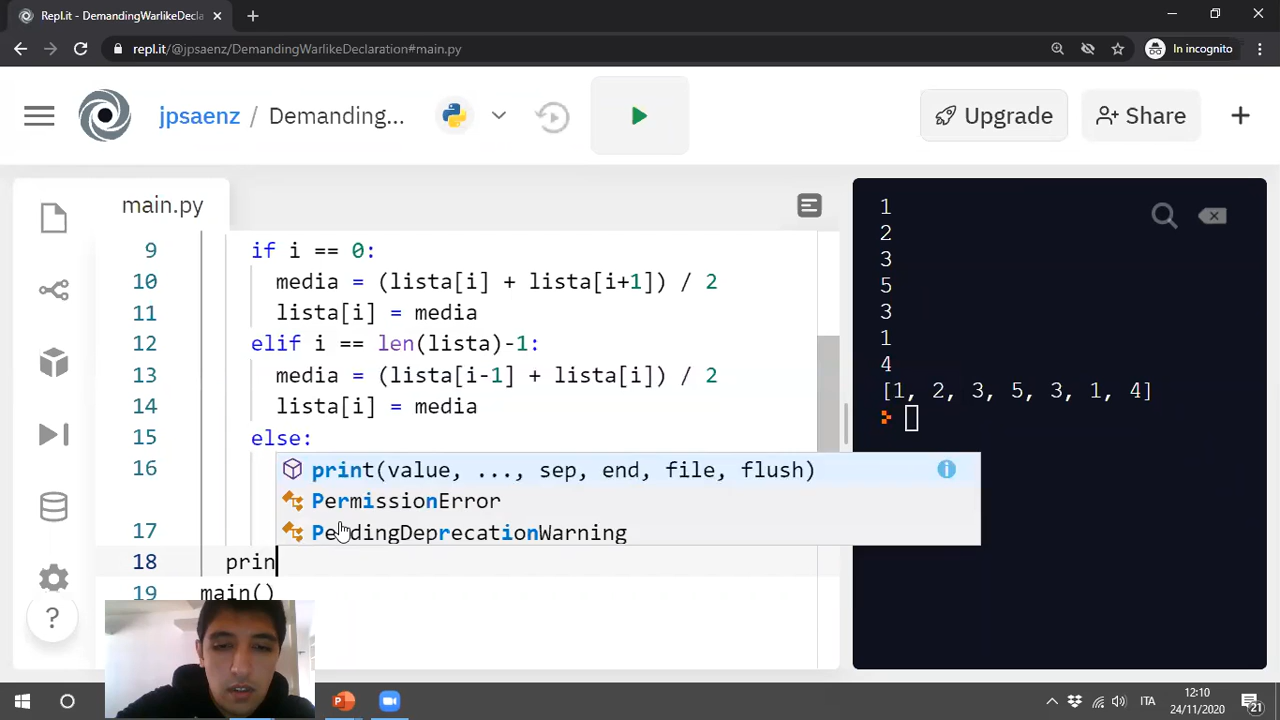 Repl.it - DemandingWarlikeDecla
In incognito
repl.it/@jpsaenz/DemandingWarlikeDeclaration#main.py
jpsaenz / Demanding...
Upgrade
Share
main.py
9 if i == 0:
10 media = (lista[i] + lista[i+1]) / 2
11 lista[i] = media
12 elif i == len(lista)-1:
13 media = (lista[i-1] + lista[i]) / 2
14 lista[i] = media
15 else:
16
print(value, ..., sep, end, file, flush)
PermissionError
PendingDeprecationWarning
17
18 prin
19 main()
?
1
2
3
5
3
1
4
[1, 2, 3, 5, 3, 1, 4]
ITA
12:10
24/11/2020
21